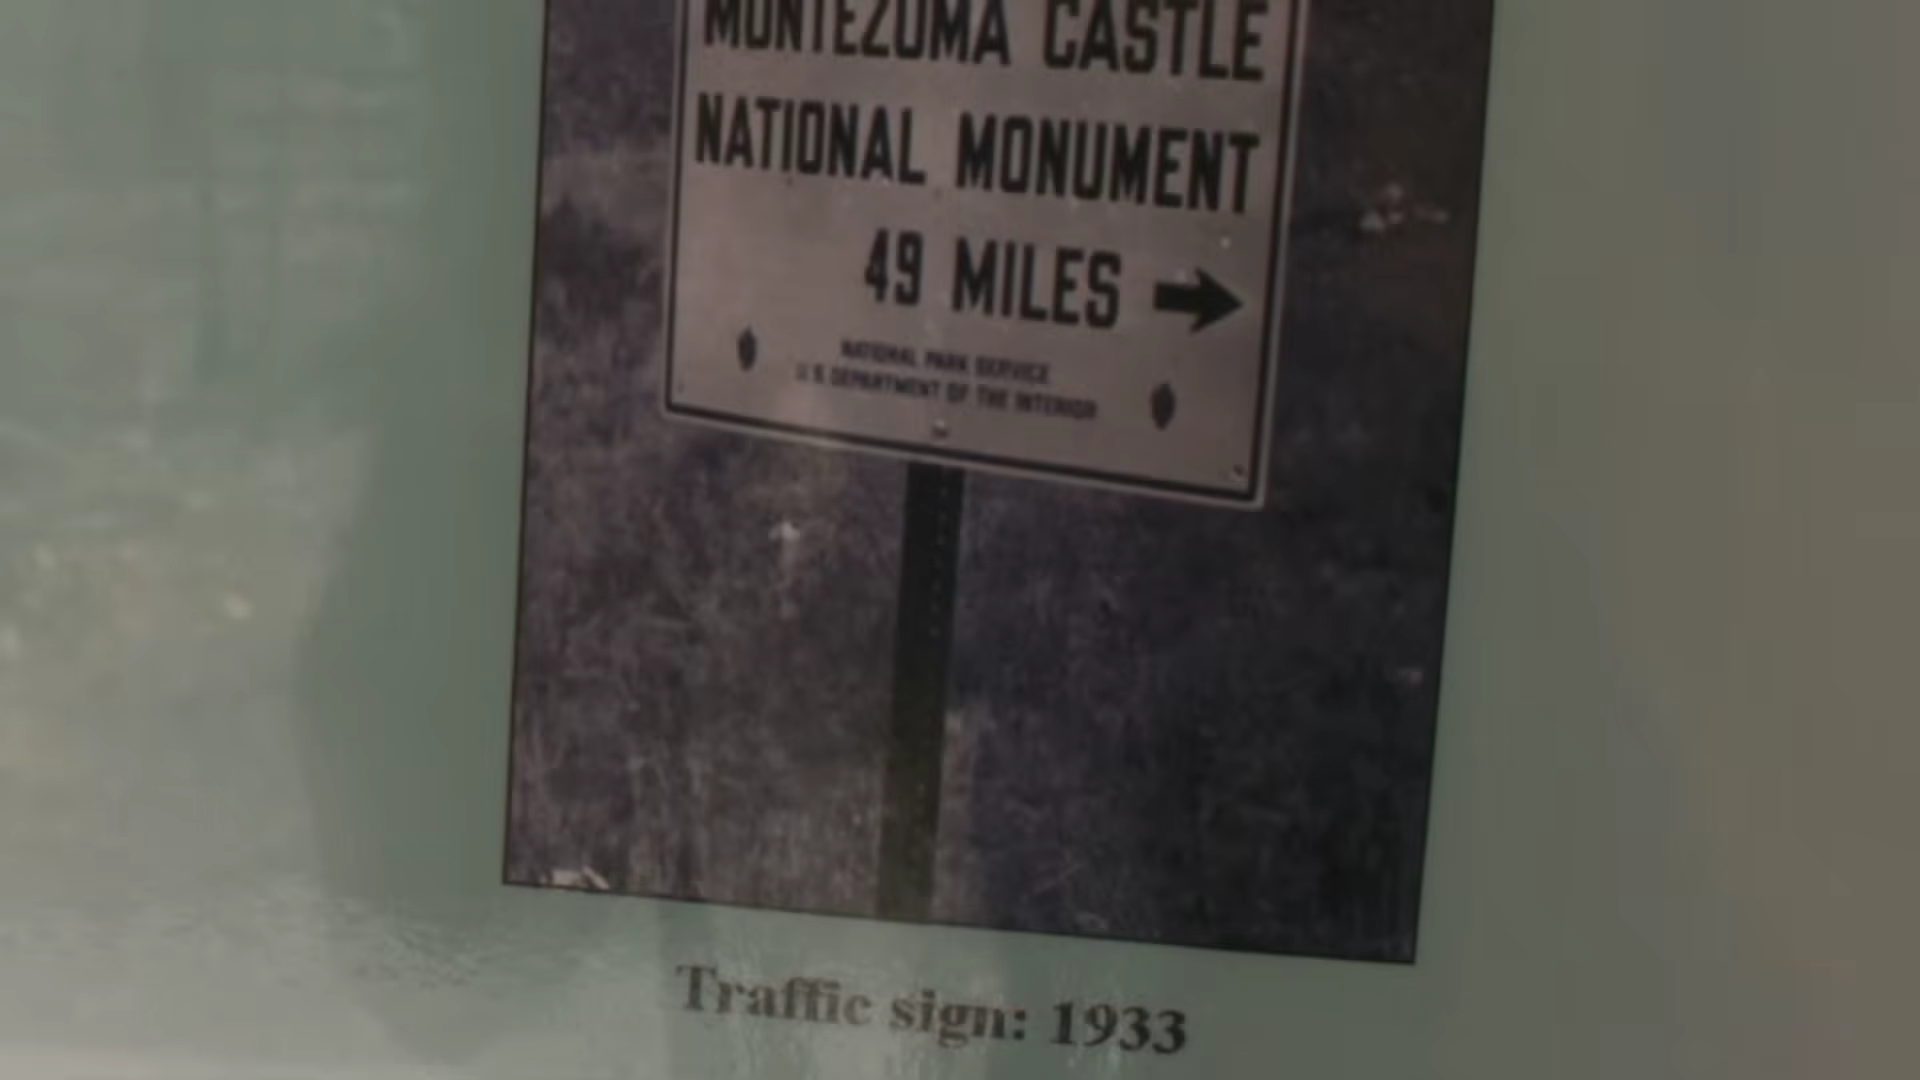 MONTEZUMA CASTLE
NATIONAL MONUMENT
49 MILES
NATIONAL PARK SERVICE
U.S. DEPARTMENT OF THE INTERIOR
Traffic sign: 1933